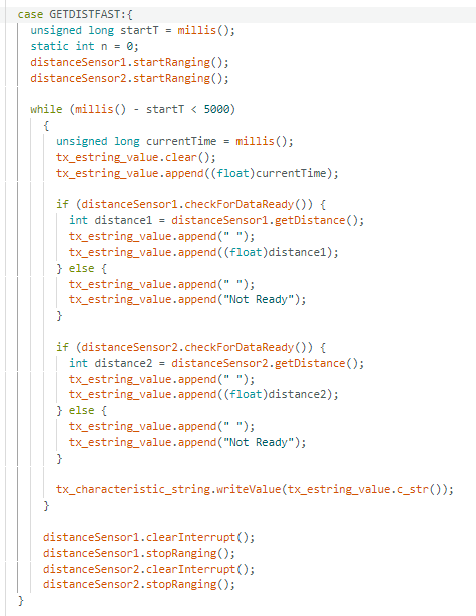 case GETDISTFAST:{
unsigned long startT = millis();
static int n = 0;
distanceSensor1.startRanging();
distanceSensor2.startRanging();
while (millis() - startT < 5000)
{
unsigned long currentTime = millis();
tx_estring_value.clear();
tx_estring_value.append((float)currentTime);
if (distanceSensor1.checkForDataReady()) {
int distance1 = distanceSensor1.getDistance();
tx_estring_value.append(" ");
tx_estring_value.append((float)distance1);
} else {
tx_estring_value.append(" ");
tx_estring_value.append("Not Ready");
}
if (distanceSensor2.checkForDataReady()) {
int distance2 = distanceSensor2.getDistance();
tx_estring_value.append(" ");
tx_estring_value.append((float)distance2);
} else {
tx_estring_value.append(" ");
tx_estring_value.append("Not Ready");
}
tx_characteristic_string.writeValue(tx_estring_value.c_str());
}
distanceSensor1.clearInterrupt();
distanceSensor1.stopRanging();
distanceSensor2.clearInterrupt();
distanceSensor2.stopRanging();
}